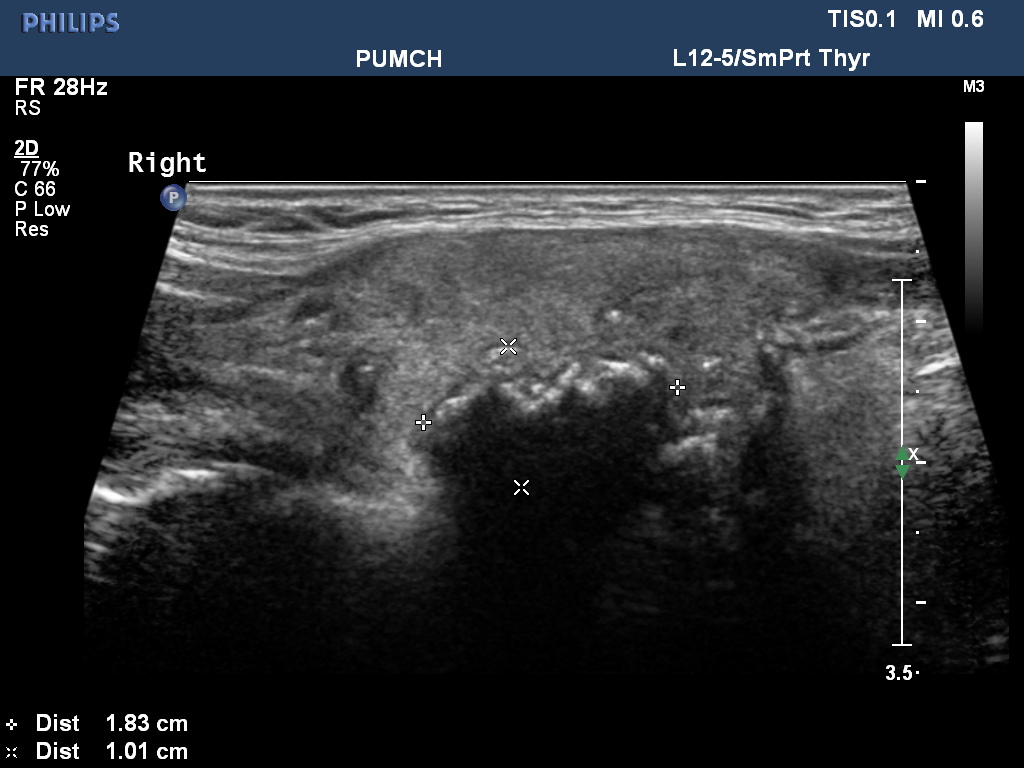 PHILIPS
TIS0.1 MI 0.6
PUMCH
L12-5/SmPrt Thyr
FR 28Hz
RS
M3
2D
77%
C 66
P Low
Res
Right
P
X
3.5
Dist 1.83 cm
Dist 1.01 cm